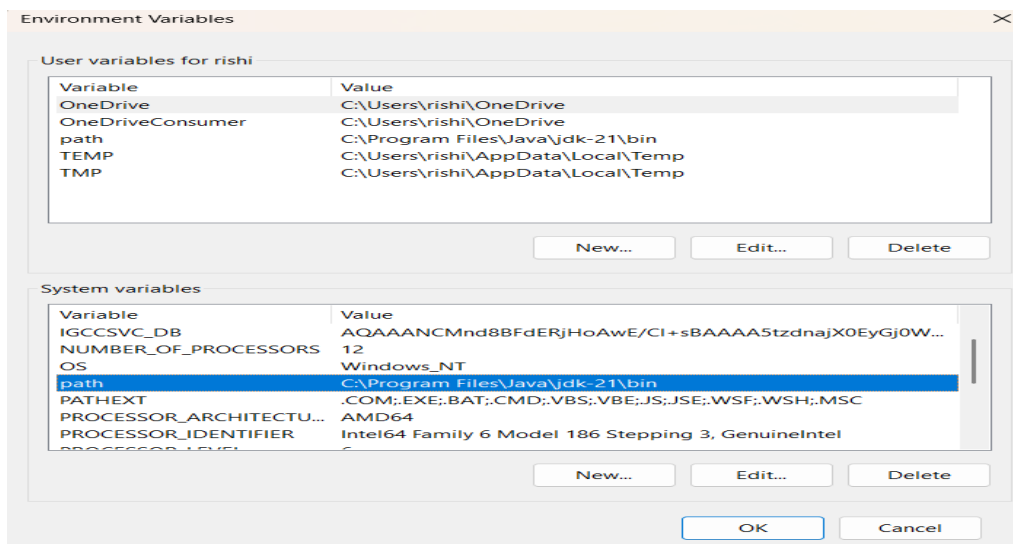 Environment Variables
User variables for rishi
Variable Value
OneDrive C:\Users\rishi\OneDrive
OneDriveConsumer C:\Users\rishi\OneDrive
path C:\Program Files\Java\jdk-21\bin
TEMP C:\Users\rishi\AppData\Local\Temp
TMP C:\Users\rishi\AppData\Local\Temp
New... Edit... Delete
System variables
Variable Value
IGCCSVC_DB AQAAANCMnd8BFdERjHoAwE/Cl+sBAAAA5tzdnajX0EyGj0W...
NUMBER_OF_PROCESSORS 12
OS Windows_NT
path C:\Program Files\Java\jdk-21\bin
PATHEXT .COM;.EXE;.BAT;.CMD;.VBS;.VBE;.JS;.JSE;.WSF;.WSH;.MSC
PROCESSOR_ARCHITECTU... AMD64
PROCESSOR_IDENTIFIER Intel64 Family 6 Model 186 Stepping 3, GenuineIntel
New... Edit... Delete
OK Cancel